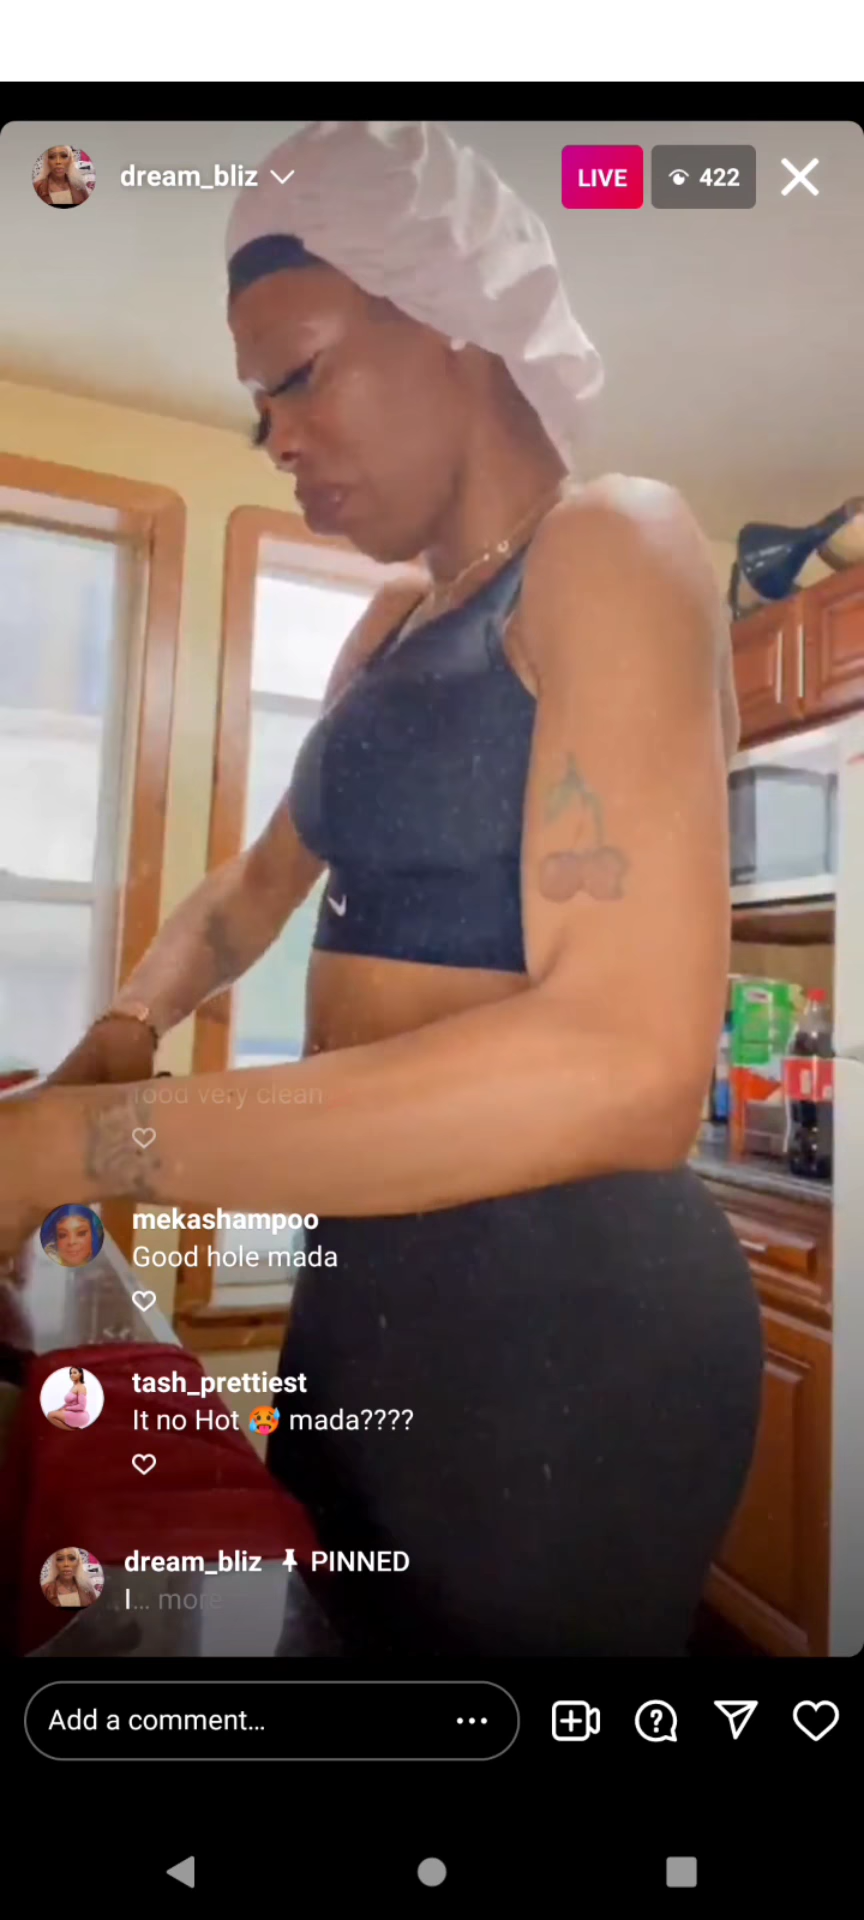 dream_bliz
LIVE
422
food very clean
mekashampoo
Good hole mada
tash_prettiest
It no Hot 🥵 mada????
dream_bliz PINNED
I... more
Add a comment...